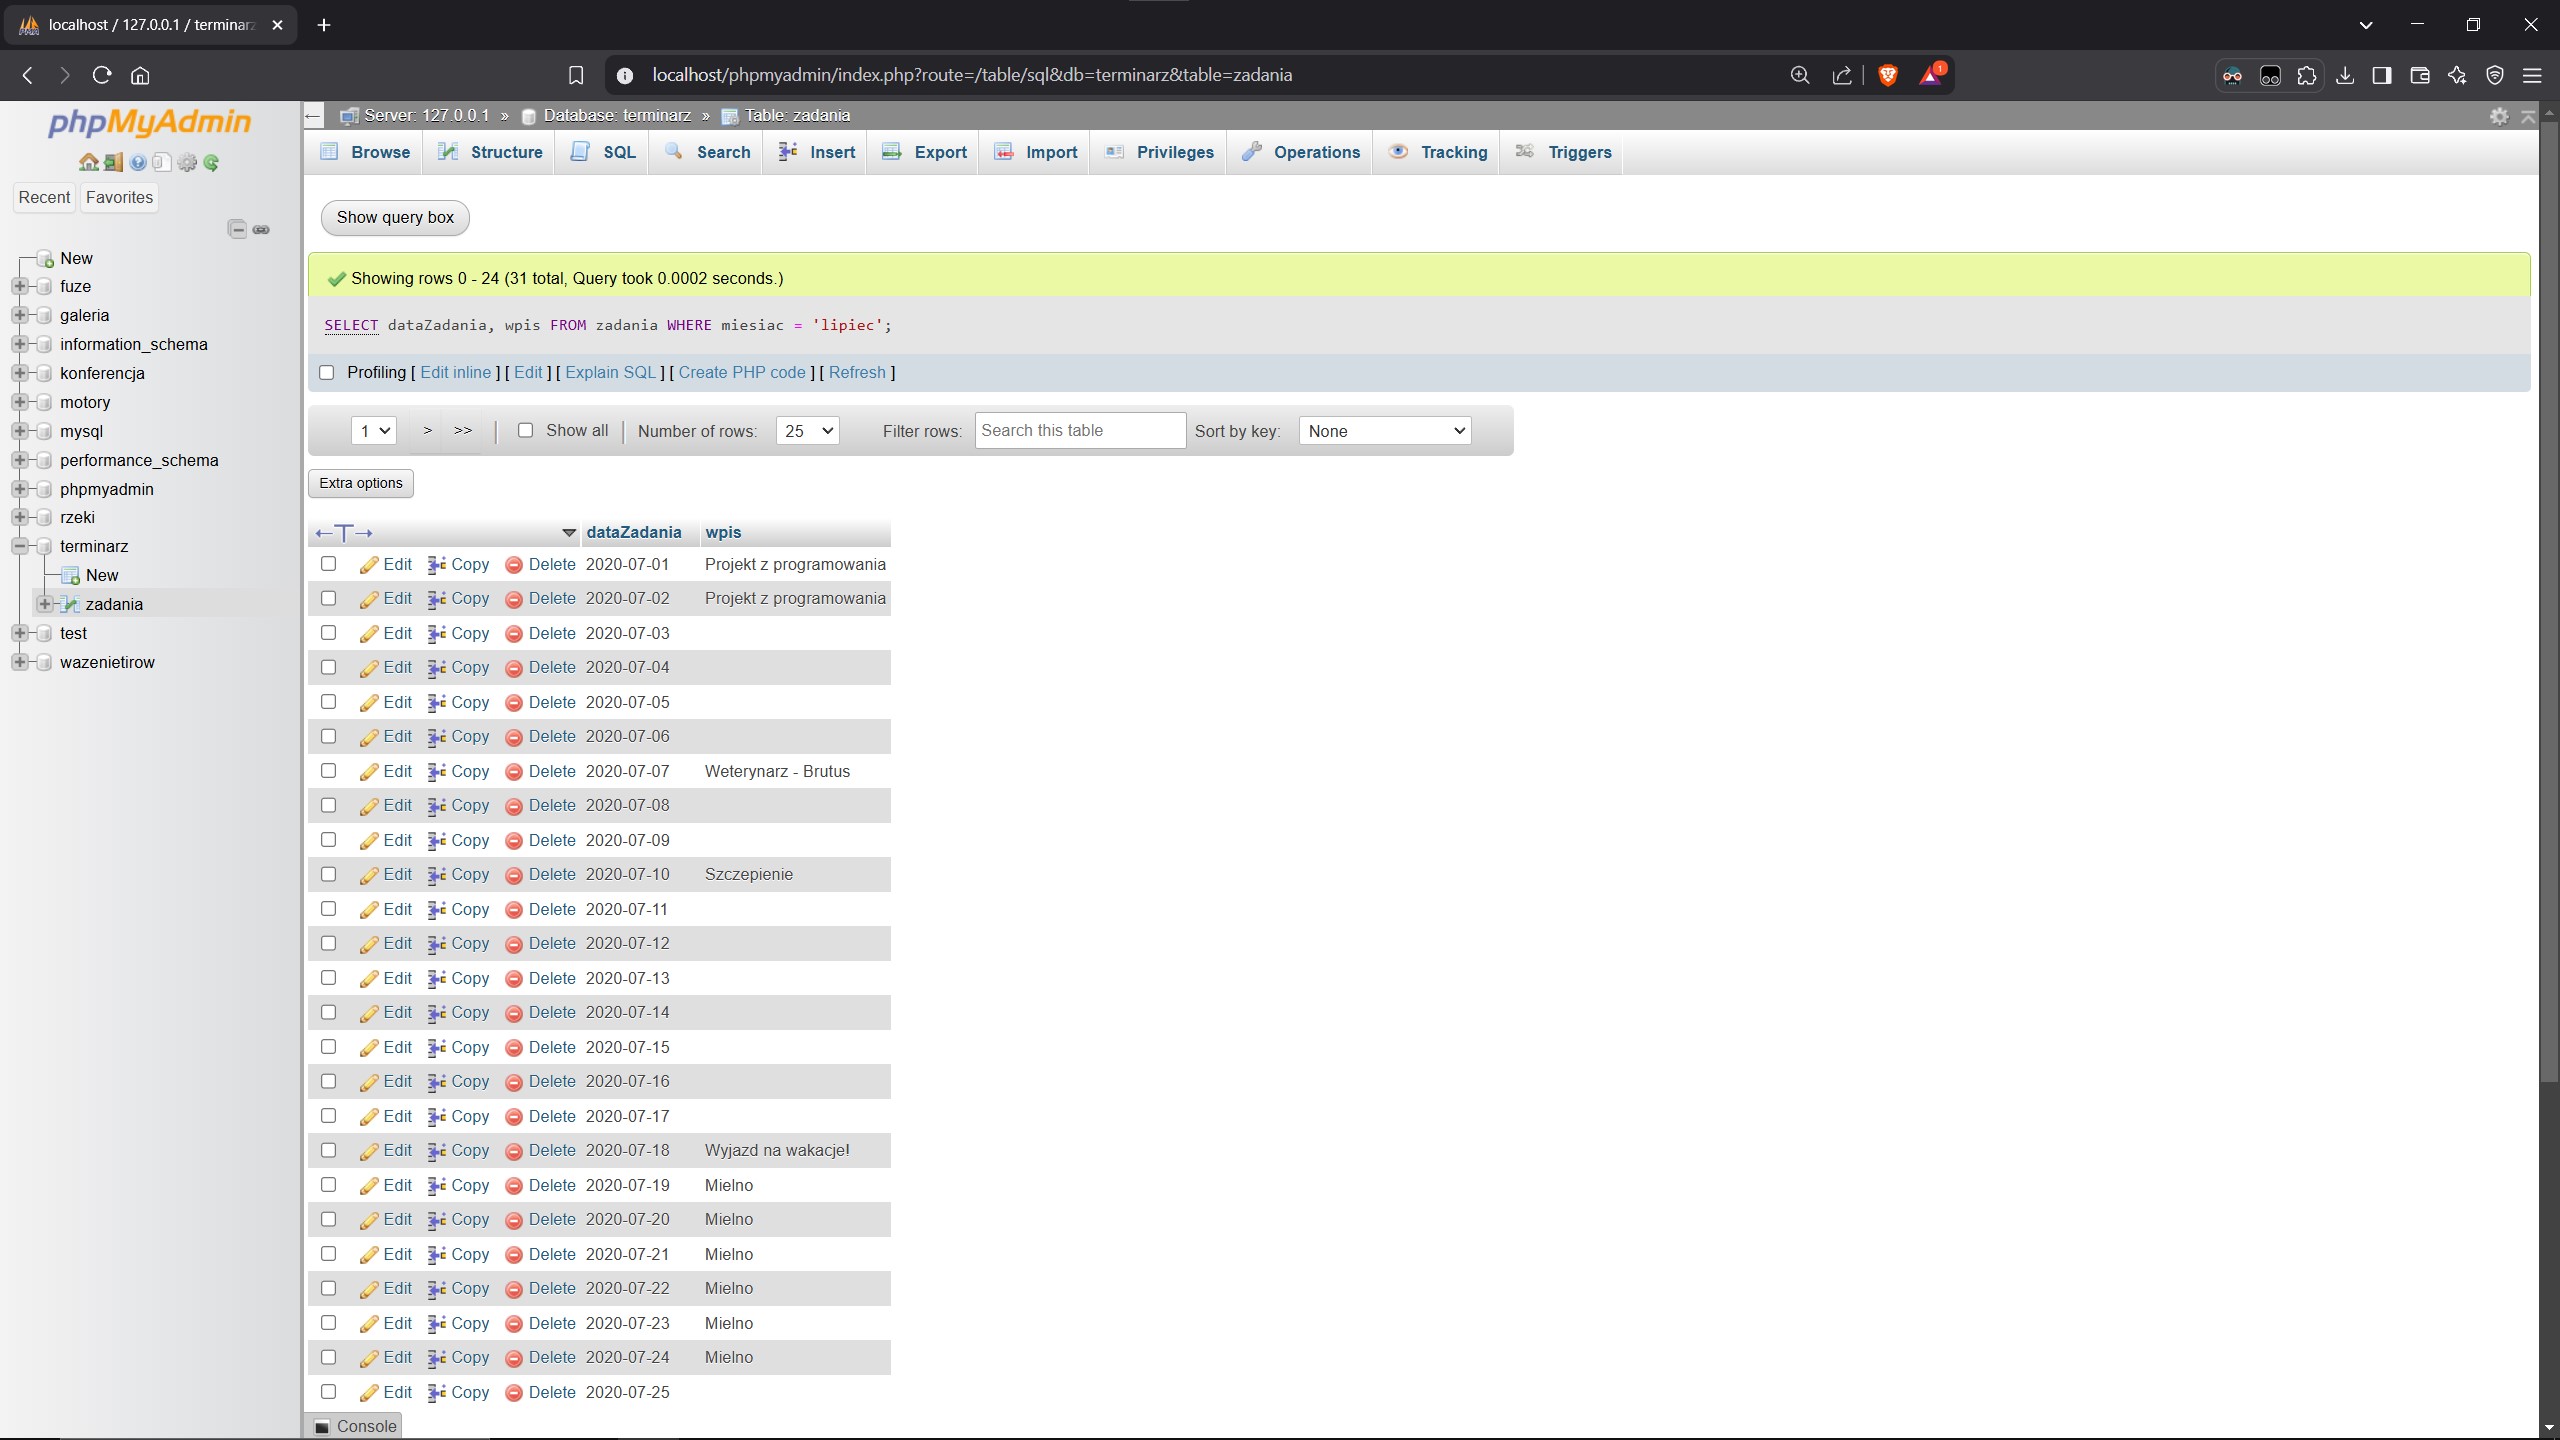 localhost / 127.0.0.1 / terminarz
localhost/phpmyadmin/index.php?route=/table/sql&db=terminarz&table=zadania
1
phpMyAdmin
Recent Favorites
New
fuze
galeria
information_schema
konferencja
motory
mysql
performance_schema
phpmyadmin
rzeki
terminarz
New
zadania
test
wazenietirow
Server: 127.0.0.1 » Database: terminarz » Table: zadania
Browse Structure SQL Search Insert Export Import Privileges Operations Tracking Triggers
Show query box
Showing rows 0 - 24 (31 total, Query took 0.0002 seconds.)
SELECT dataZadania, wpis FROM zadania WHERE miesiac = 'lipiec';
Profiling [ Edit inline ] [ Edit ] [ Explain SQL ] [ Create PHP code ] [ Refresh ]
1 > >> | Show all | Number of rows: 25 Filter rows: Search this table Sort by key: None
Extra options
←T→ dataZadania wpis
Edit Copy Delete 2020-07-01 Projekt z programowania
Edit Copy Delete 2020-07-02 Projekt z programowania
Edit Copy Delete 2020-07-03
Edit Copy Delete 2020-07-04
Edit Copy Delete 2020-07-05
Edit Copy Delete 2020-07-06
Edit Copy Delete 2020-07-07 Weterynarz - Brutus
Edit Copy Delete 2020-07-08
Edit Copy Delete 2020-07-09
Edit Copy Delete 2020-07-10 Szczepienie
Edit Copy Delete 2020-07-11
Edit Copy Delete 2020-07-12
Edit Copy Delete 2020-07-13
Edit Copy Delete 2020-07-14
Edit Copy Delete 2020-07-15
Edit Copy Delete 2020-07-16
Edit Copy Delete 2020-07-17
Edit Copy Delete 2020-07-18 Wyjazd na wakacje!
Edit Copy Delete 2020-07-19 Mielno
Edit Copy Delete 2020-07-20 Mielno
Edit Copy Delete 2020-07-21 Mielno
Edit Copy Delete 2020-07-22 Mielno
Edit Copy Delete 2020-07-23 Mielno
Edit Copy Delete 2020-07-24 Mielno
Edit Copy Delete 2020-07-25
Console